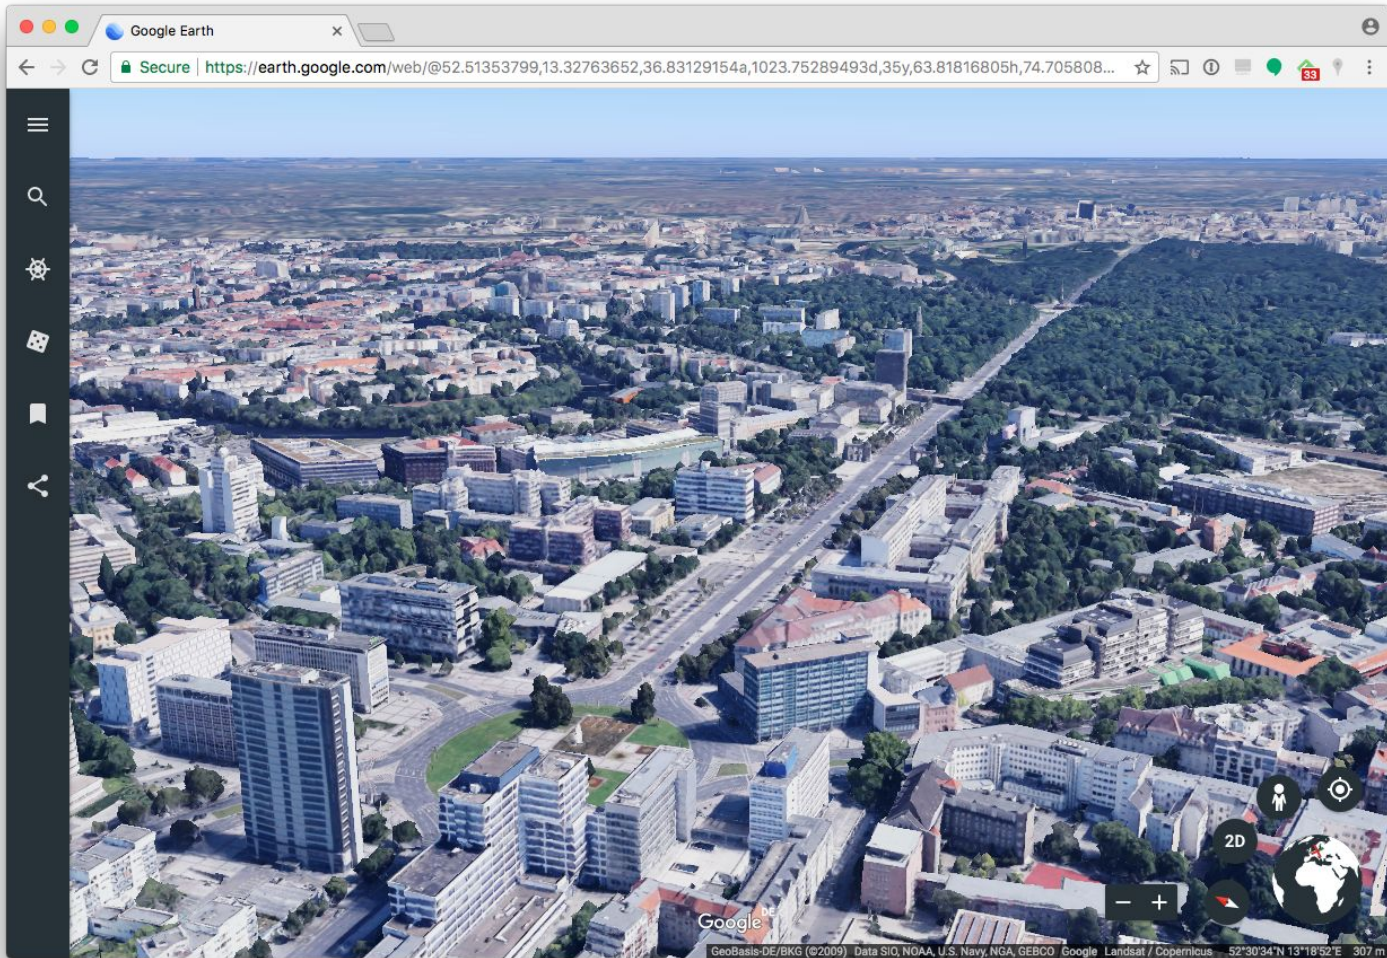 Google Earth
Secure | https://earth.google.com/web/@52.51353799,13.32763652,36.83129154a,1023.75289493d,35y,63.81816805h,74.705808...
33
2D
DE
Google
GeoBasis-DE/BKG (©2009) Data SIO, NOAA, U.S. Navy, NGA, GEBCO Google Landsat / Copernicus 52°30'34"N 13°18'52"E 307 m